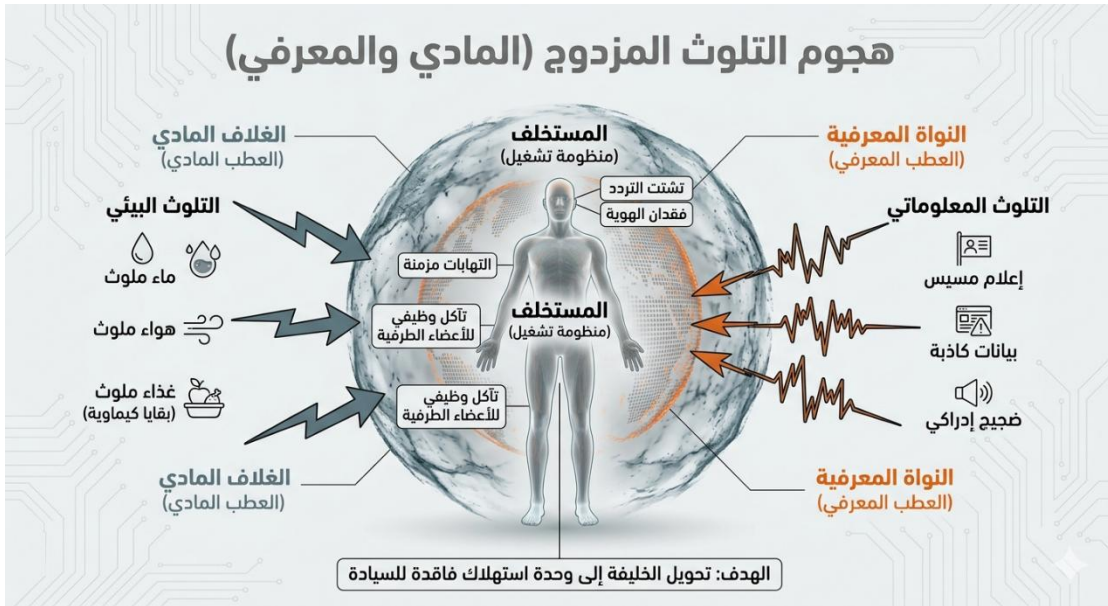 هجوم التلوث المزدوج (المادي والمعرفي)
النواة المعرفية
(العطب المعرفي)
المستخلف
(منظومة تشغيل)
الغلاف المادي
(العطب المادي)
تشتت التردد
فقدان الهوية
التلوث المعلوماتي
إعلام مسيس
بيانات كاذبة
ضجيج إدراكي
التهابات مزمنة
المستخلف
(منظومة تشغيل)
تآكل وظيفي
للأعضاء الطرفية
تآكل وظيفي
للأعضاء الطرفية
التلوث البيئي
ماء ملوث
هواء ملوث
غذاء ملوث
(بقايا كيماوية)
النواة المعرفية
(العطب المعرفي)
الغلاف المادي
(العطب المادي)
الهدف: تحويل الخليفة إلى وحدة استهلاك فاقدة للسيادة